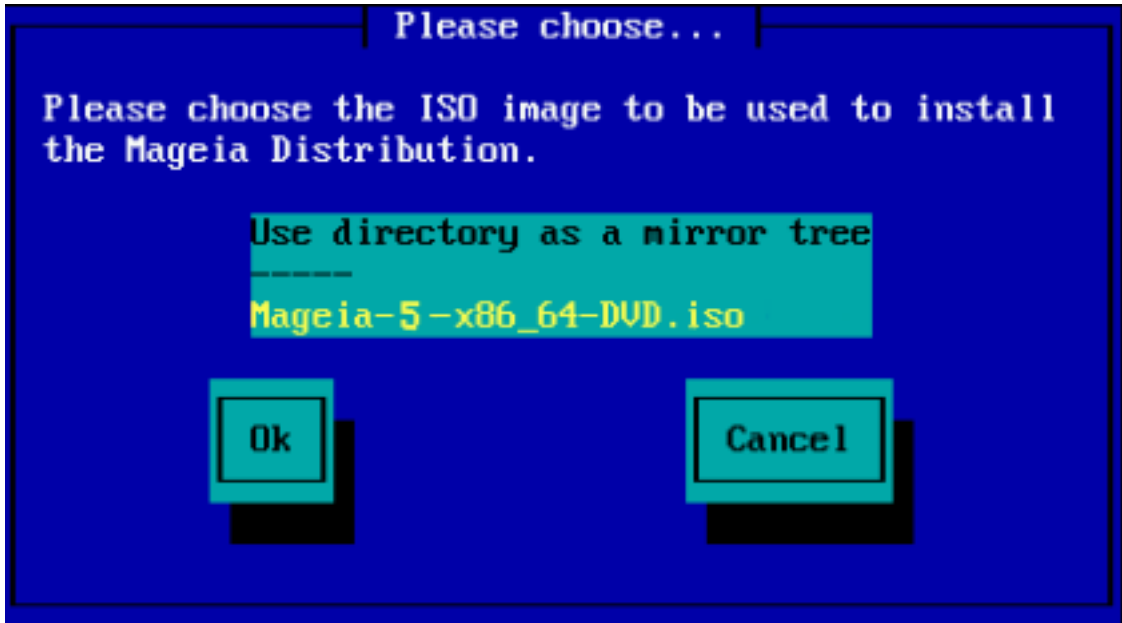 Please choose...
Please choose the ISO image to be used to install
the Mageia Distribution.
Use directory as a mirror tree
-----
Mageia-5-x86_64-DVD.iso
Ok
Cancel